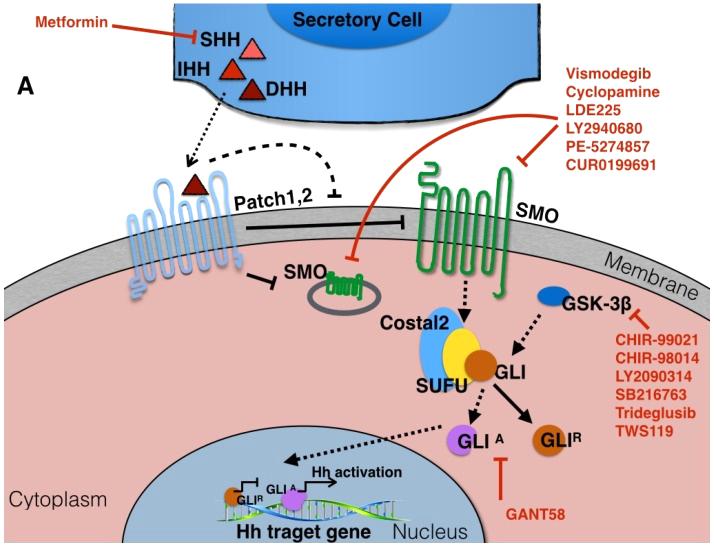 Secretory Cell
Metformin
SHH
IHH
DHH
A
Vismodegib
Cyclopamine
LDE225
LY2940680
PE-5274857
CUR0199691
Patch1,2
SMO
Membrane
SMO
GSK-3β
Costal2
CHIR-99021
CHIR-98014
LY2090314
SB216763
Trideglusib
TWS119
GLI
SUFU
GLI A
GLIR
Hh activation
GLIR
GLI A
Cytoplasm
GANT58
Hh traget gene
Nucleus